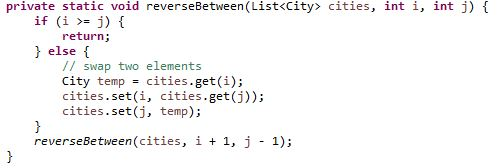 private static void reverseBetween(List<City> cities, int i, int j) {
    if (i >= j) {
        return;
    } else {
        // swap two elements
        City temp = cities.get(i);
        cities.set(i, cities.get(j));
        cities.set(j, temp);
    }
    reverseBetween(cities, i + 1, j - 1);
}